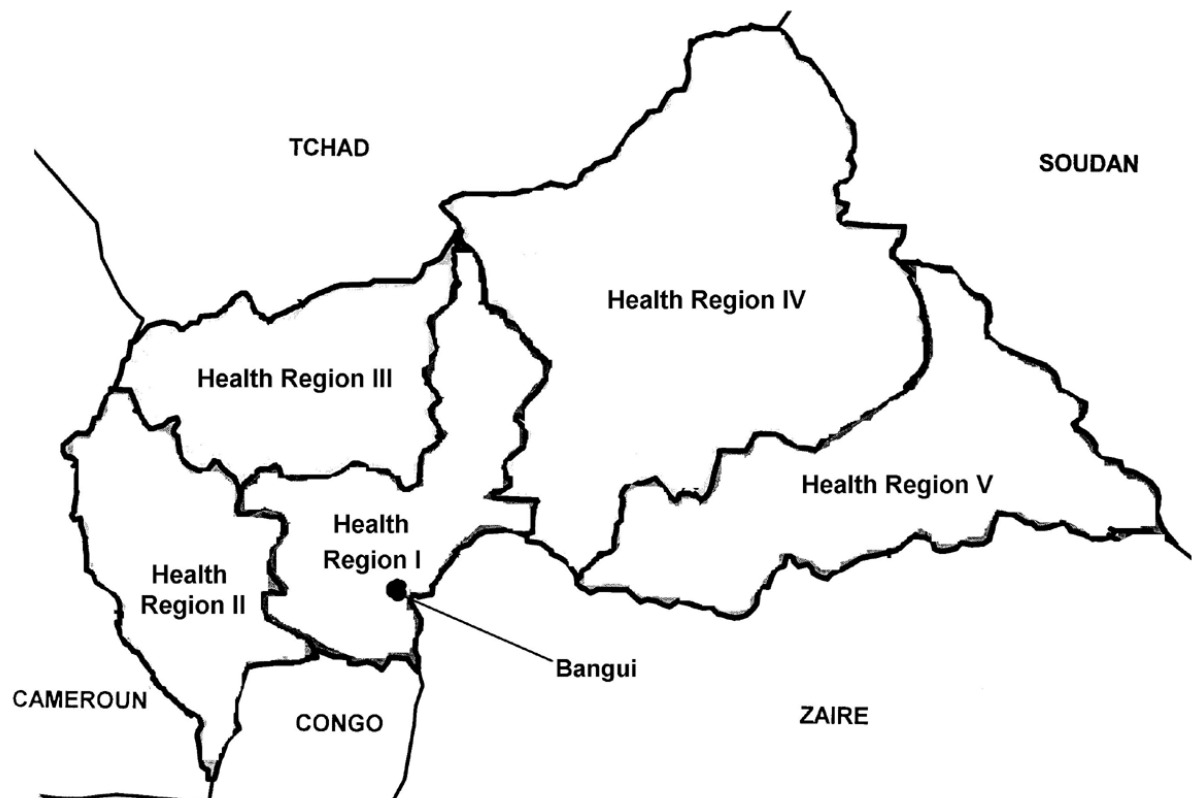 TCHAD
SOUDAN
Health Region IV
Health Region III
Health Region V
Health
Region I
Health
Region II
Bangui
CAMEROUN
CONGO
ZAIRE